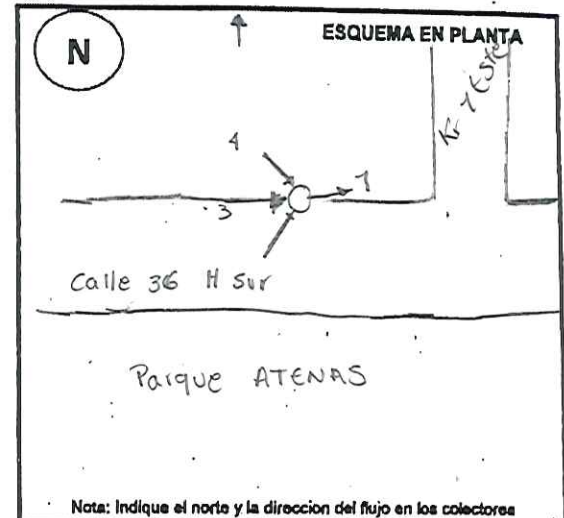 N
ESQUEMA EN PLANTA
Kr 7 ESTE
4
7
3
Calle 36 H Sur
Parque ATENAS
Nota: Indique el norte y la direccion del flujo en los colectores